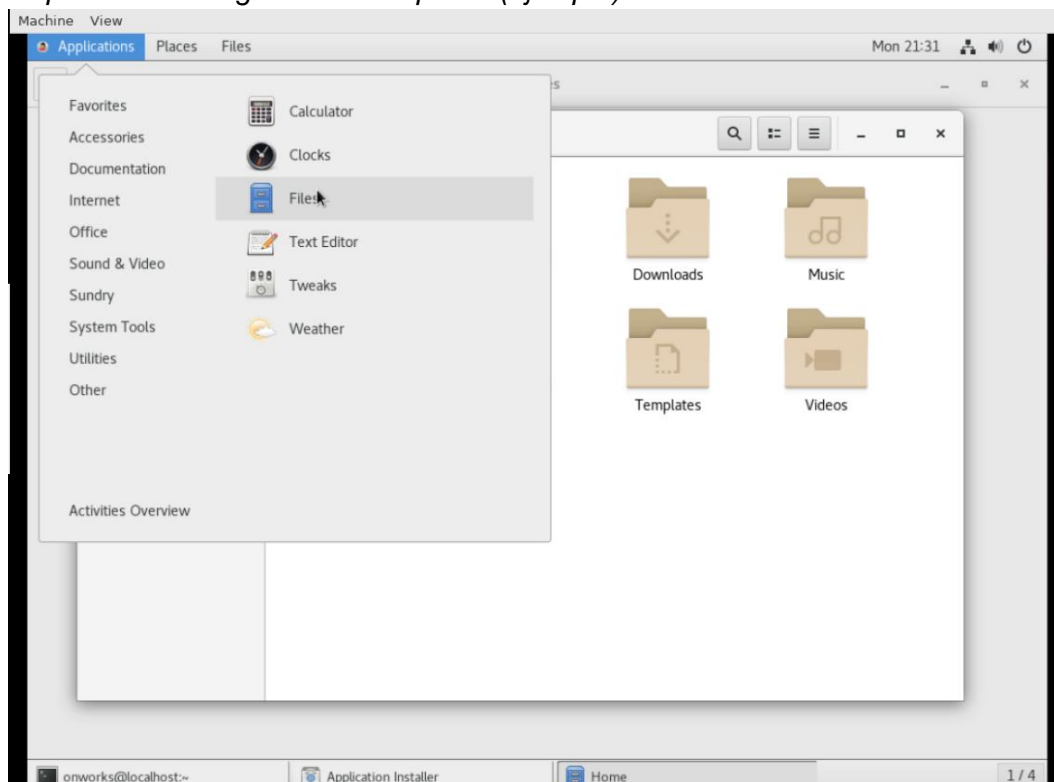 Machine View
Applications Places Files Mon 21:31
Favorites
Accessories
Documentation
Internet
Office
Sound & Video
Sundry
System Tools
Utilities
Other
Activities Overview
Calculator
Clocks
Files
Text Editor
Tweaks
Weather
Downloads
Music
Templates
Videos
onworks@localhost:~
Application Installer
Home
1 / 4